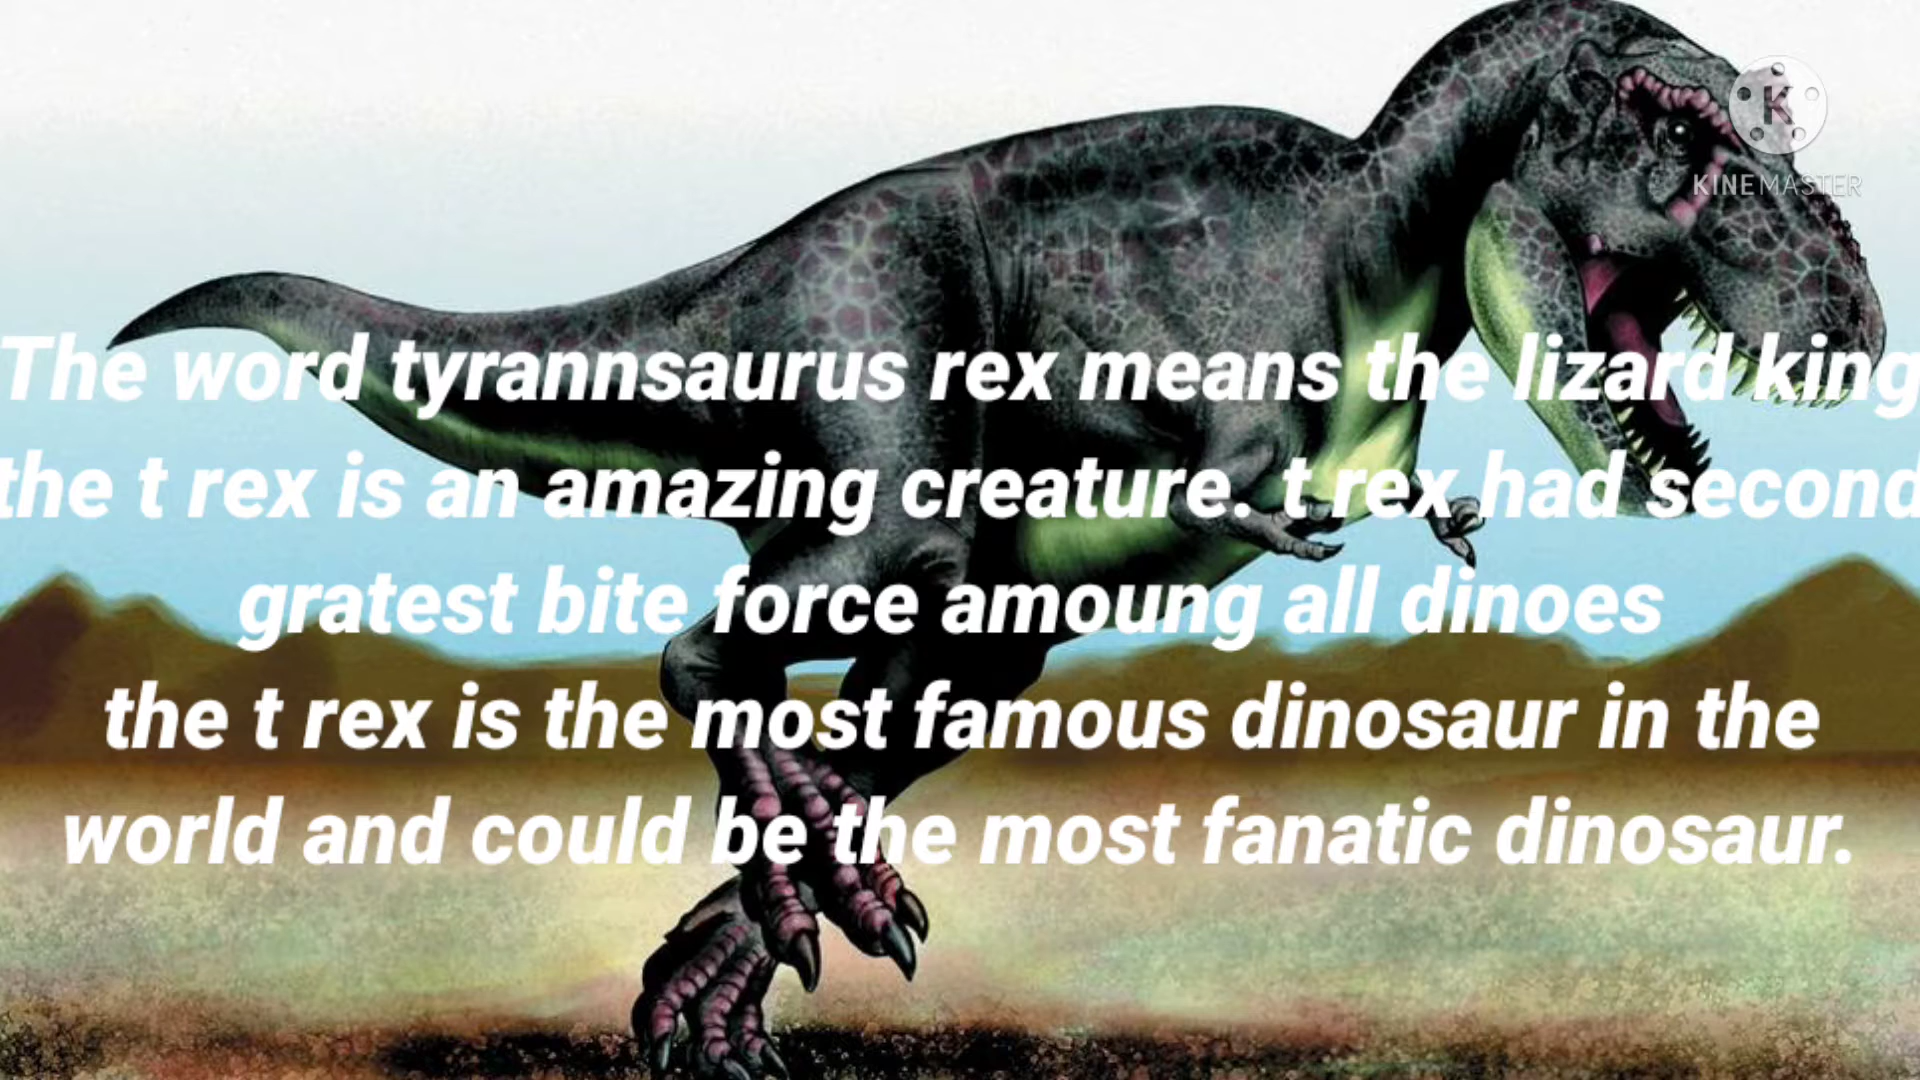 KINEMASTER
The word tyrannsaurus rex means the lizard king
the t rex is an amazing creature. t rex had second
gratest bite force amoung all dinoes
the t rex is the most famous dinosaur in the
world and could be the most fanatic dinosaur.